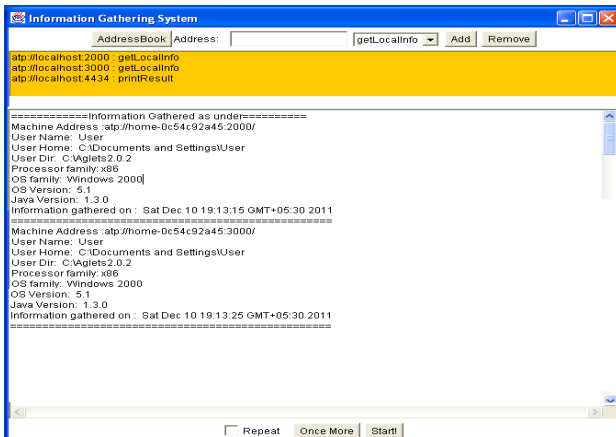 Information Gathering System
AddressBook Address: getLocalInfo Add Remove
atp://localhost:2000 : getLocalInfo
atp://localhost:3000 : getLocalInfo
atp://localhost:4434 : printResult
============Information Gathered as under==========
Machine Address :atp://home-0c54c92a45:2000/
User Name: User
User Home: C:\Documents and Settings\User
User Dir: C:\Aglets2.0.2
Processor family: x86
OS family: Windows 2000
OS Version: 5.1
Java Version: 1.3.0
Information gathered on : Sat Dec 10 19:13:15 GMT+05:30 2011
==================================================
Machine Address :atp://home-0c54c92a45:3000/
User Name: User
User Home: C:\Documents and Settings\User
User Dir: C:\Aglets2.0.2
Processor family: x86
OS family: Windows 2000
OS Version: 5.1
Java Version: 1.3.0
Information gathered on : Sat Dec 10 19:13:25 GMT+05:30 2011
==================================================
Repeat Once More Start!